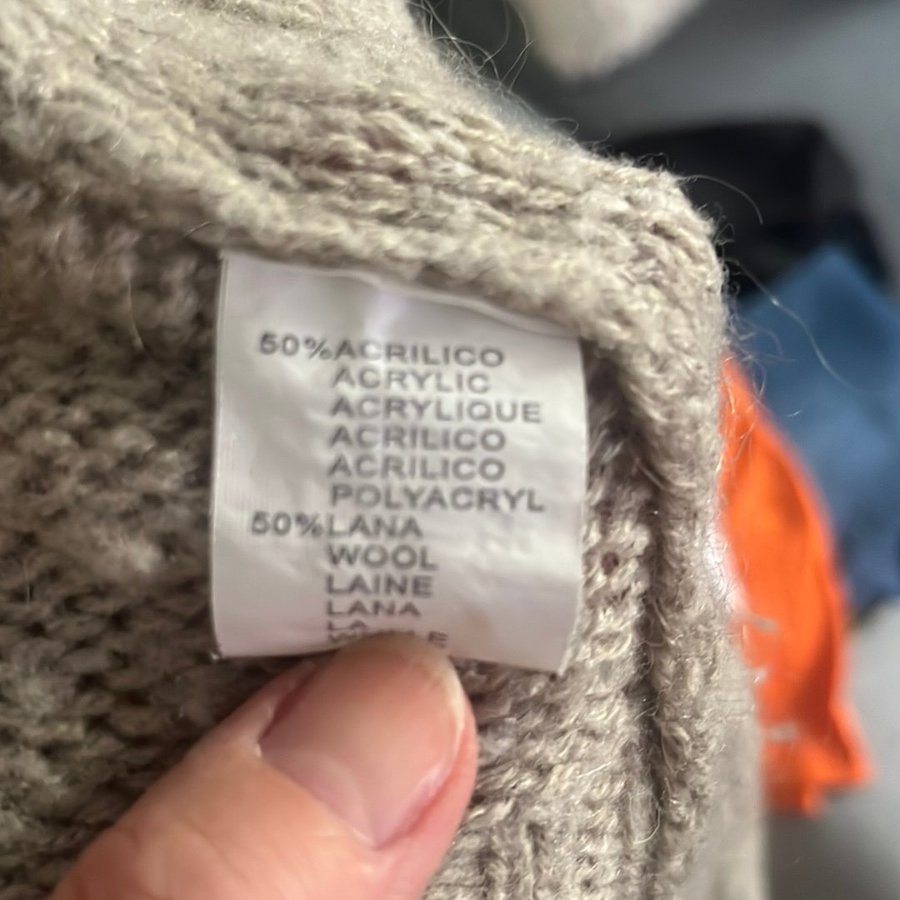 50%ACRILICO
ACRYLIC
ACRYLIQUE
ACRILICO
ACRILICO
POLYACRYL
50%LANA
WOOL
LAINE
LANA